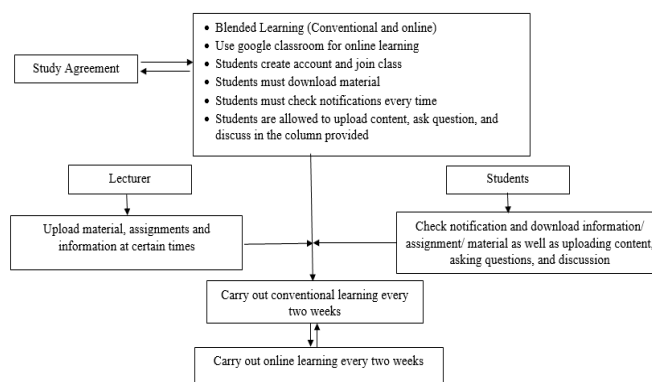 • Blended Learning (Conventional and online)
• Use google classroom for online learning
• Students create account and join class
• Students must download material
• Students must check notifications every time
• Students are allowed to upload content, ask question, and
discuss in the column provided
Study Agreement
Lecturer
Students
Upload material, assignments and
information at certain times
Check notification and download information/
assignment/ material as well as uploading content,
asking questions, and discussion
Carry out conventional learning every
two weeks
Carry out online learning every two weeks